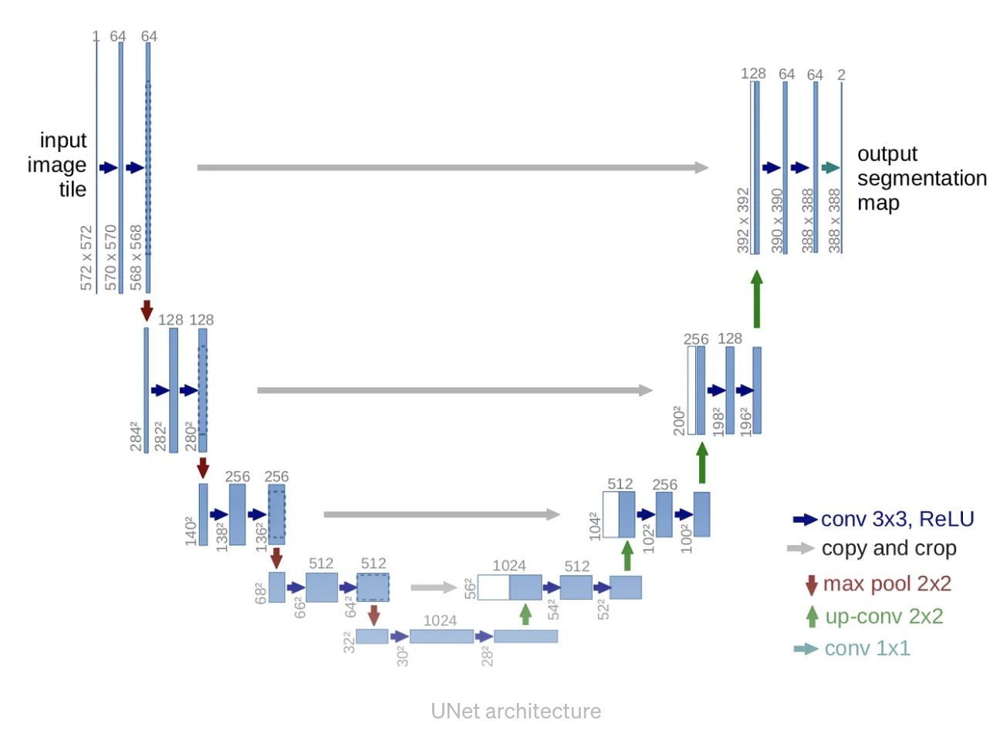 1 64 64
input
image
tile
572 x 572
570 x 570
568 x 568
128 64 64 2
392 x 392
390 x 390
388 x 388
388 x 388
output
segmentation
map
128 128
284²
282²
280²
256 128
200²
198²
196²
256 256
140²
138²
136²
512 256
104²
102²
100²
512 512
68²
66²
64²
1024 512
56²
54²
52²
1024
32²
30²
28²
conv 3x3, ReLU
copy and crop
max pool 2x2
up-conv 2x2
conv 1x1
UNet architecture